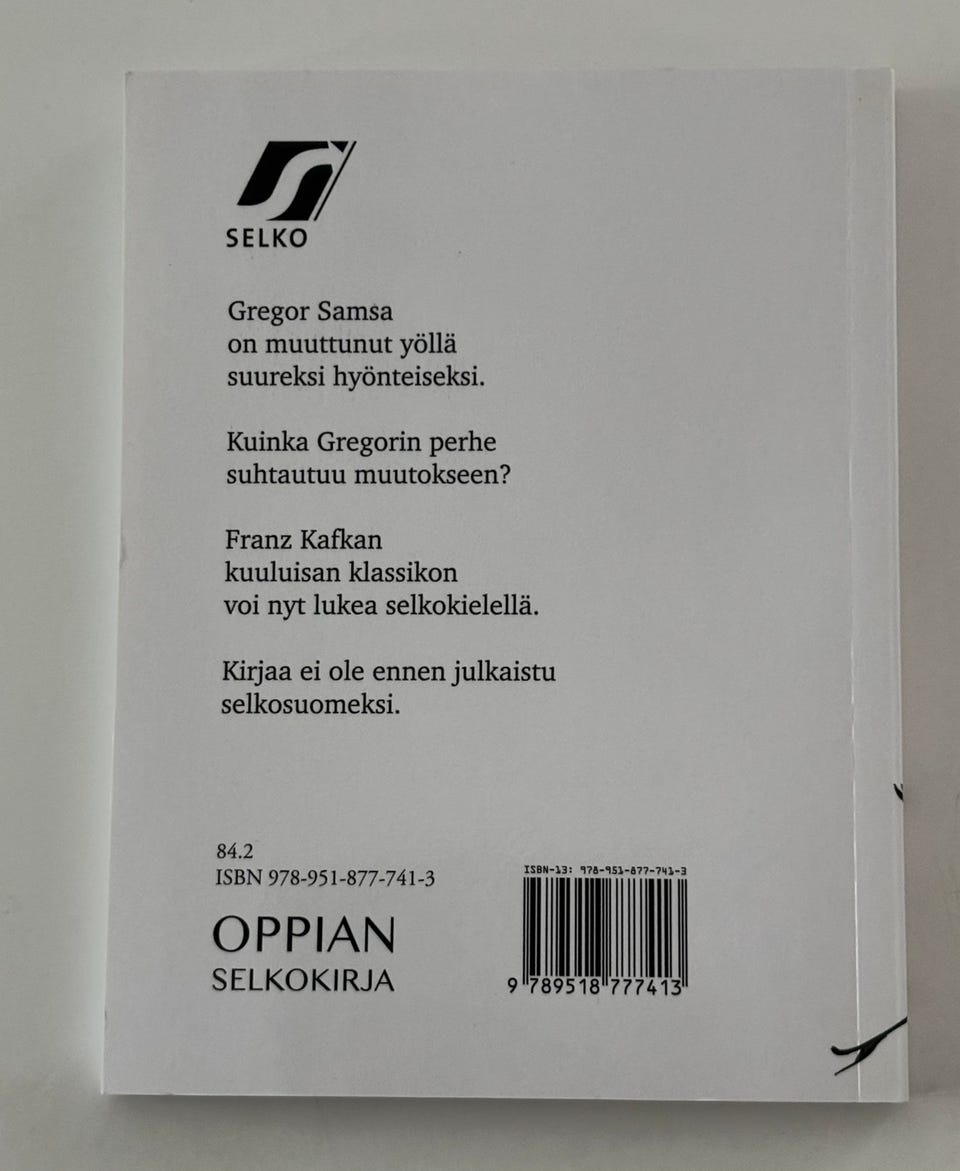 SELKO
Gregor Samsa
on muuttunut yöllä
suureksi hyönteiseksi.
Kuinka Gregorin perhe
suhtautuu muutokseen?
Franz Kafkan
kuuluisan klassikon
voi nyt lukea selkokielellä.
Kirjaa ei ole ennen julkaistu
selkosuomeksi.
84.2
ISBN 978-951-877-741-3
OPPIAN
SELKOKIRJA
ISBN-13: 978-951-877-741-3
9 789518 777413